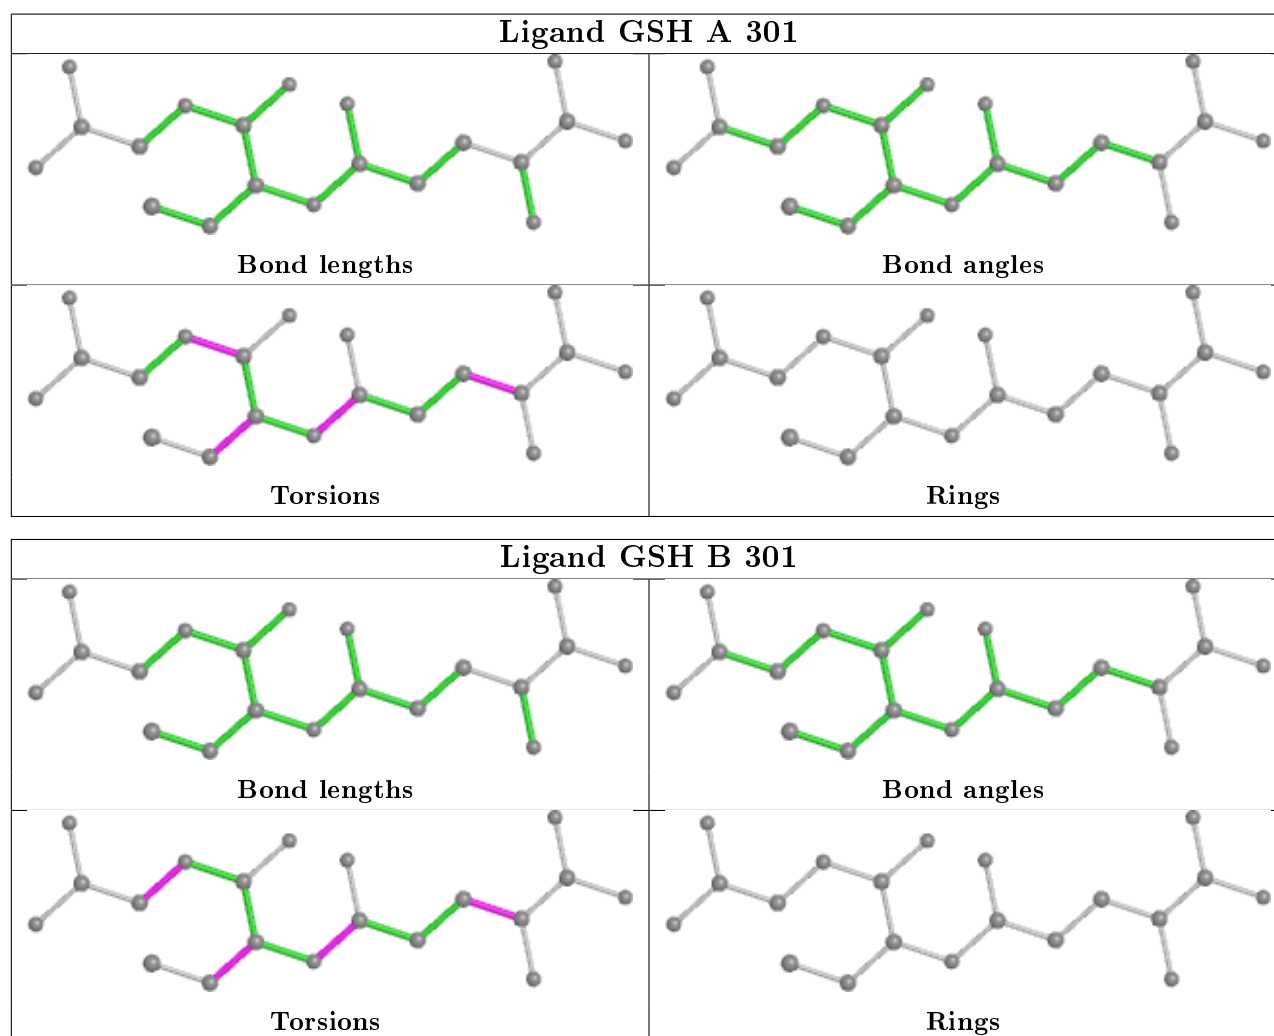 Ligand GSH A 301
Bond lengths
Bond angles
Torsions
Rings
Ligand GSH B 301
Bond lengths
Bond angles
Torsions
Rings